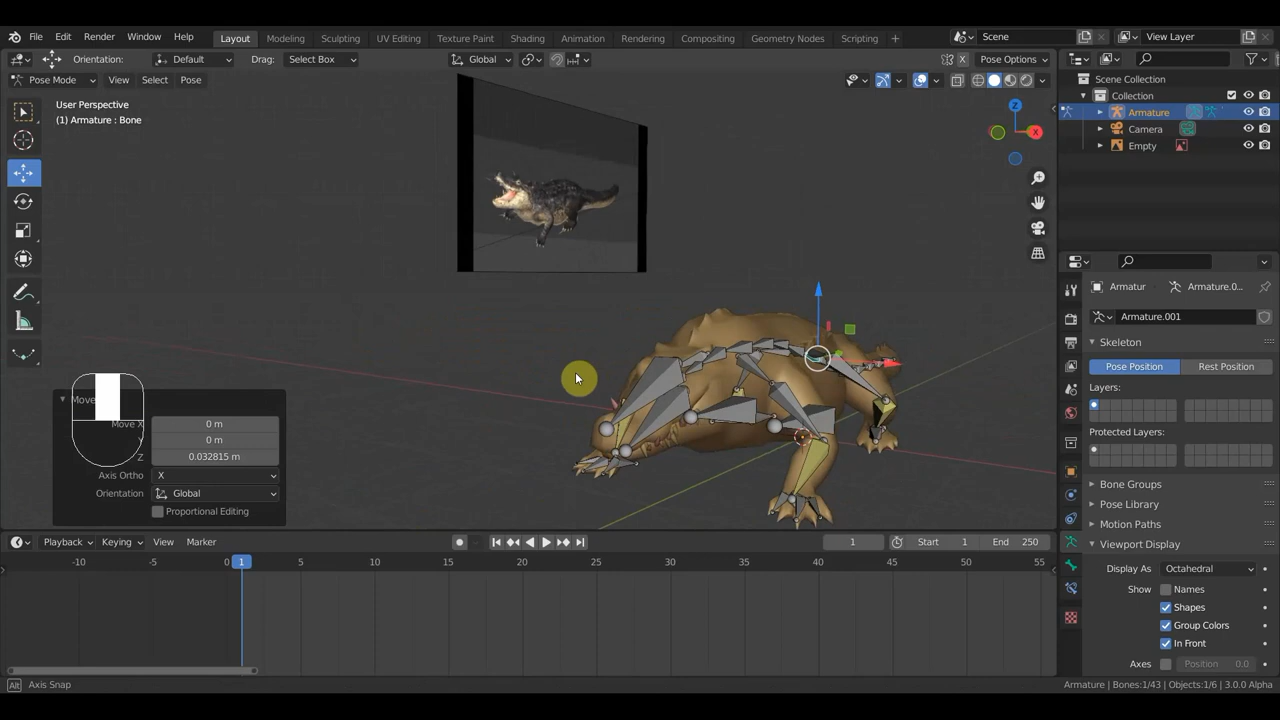 File Edit Render Window Help Layout Modeling Sculpting UV Editing Texture Paint Shading Animation Rendering Compositing Geometry Nodes Scripting + Scene View Layer
Orientation: Default Drag: Select Box Global Pose Options
Pose Mode View Select Pose
User Perspective
(1) Armature : Bone
Z
X
Scene Collection
Collection
Armature
Camera
Empty
Armatur Armature.0...
Armature.001
Skeleton
Pose Position Rest Position
Layers:
Protected Layers:
Bone Groups
Pose Library
Motion Paths
Viewport Display
Display As Octahedral
Show Names
Shapes
Group Colors
In Front
Axes Position 0.0
Move
Move X 0 m
0 m
Z 0.032815 m
Axis Ortho X
Orientation Global
Proportional Editing
Playback Keying View Marker 1 Start 1 End 250
-10 -5 0 1 5 10 15 20 25 30 35 40 45 50 55
Alt Axis Snap Armature | Bones:1/43 | Objects:1/6 | 3.0.0 Alpha